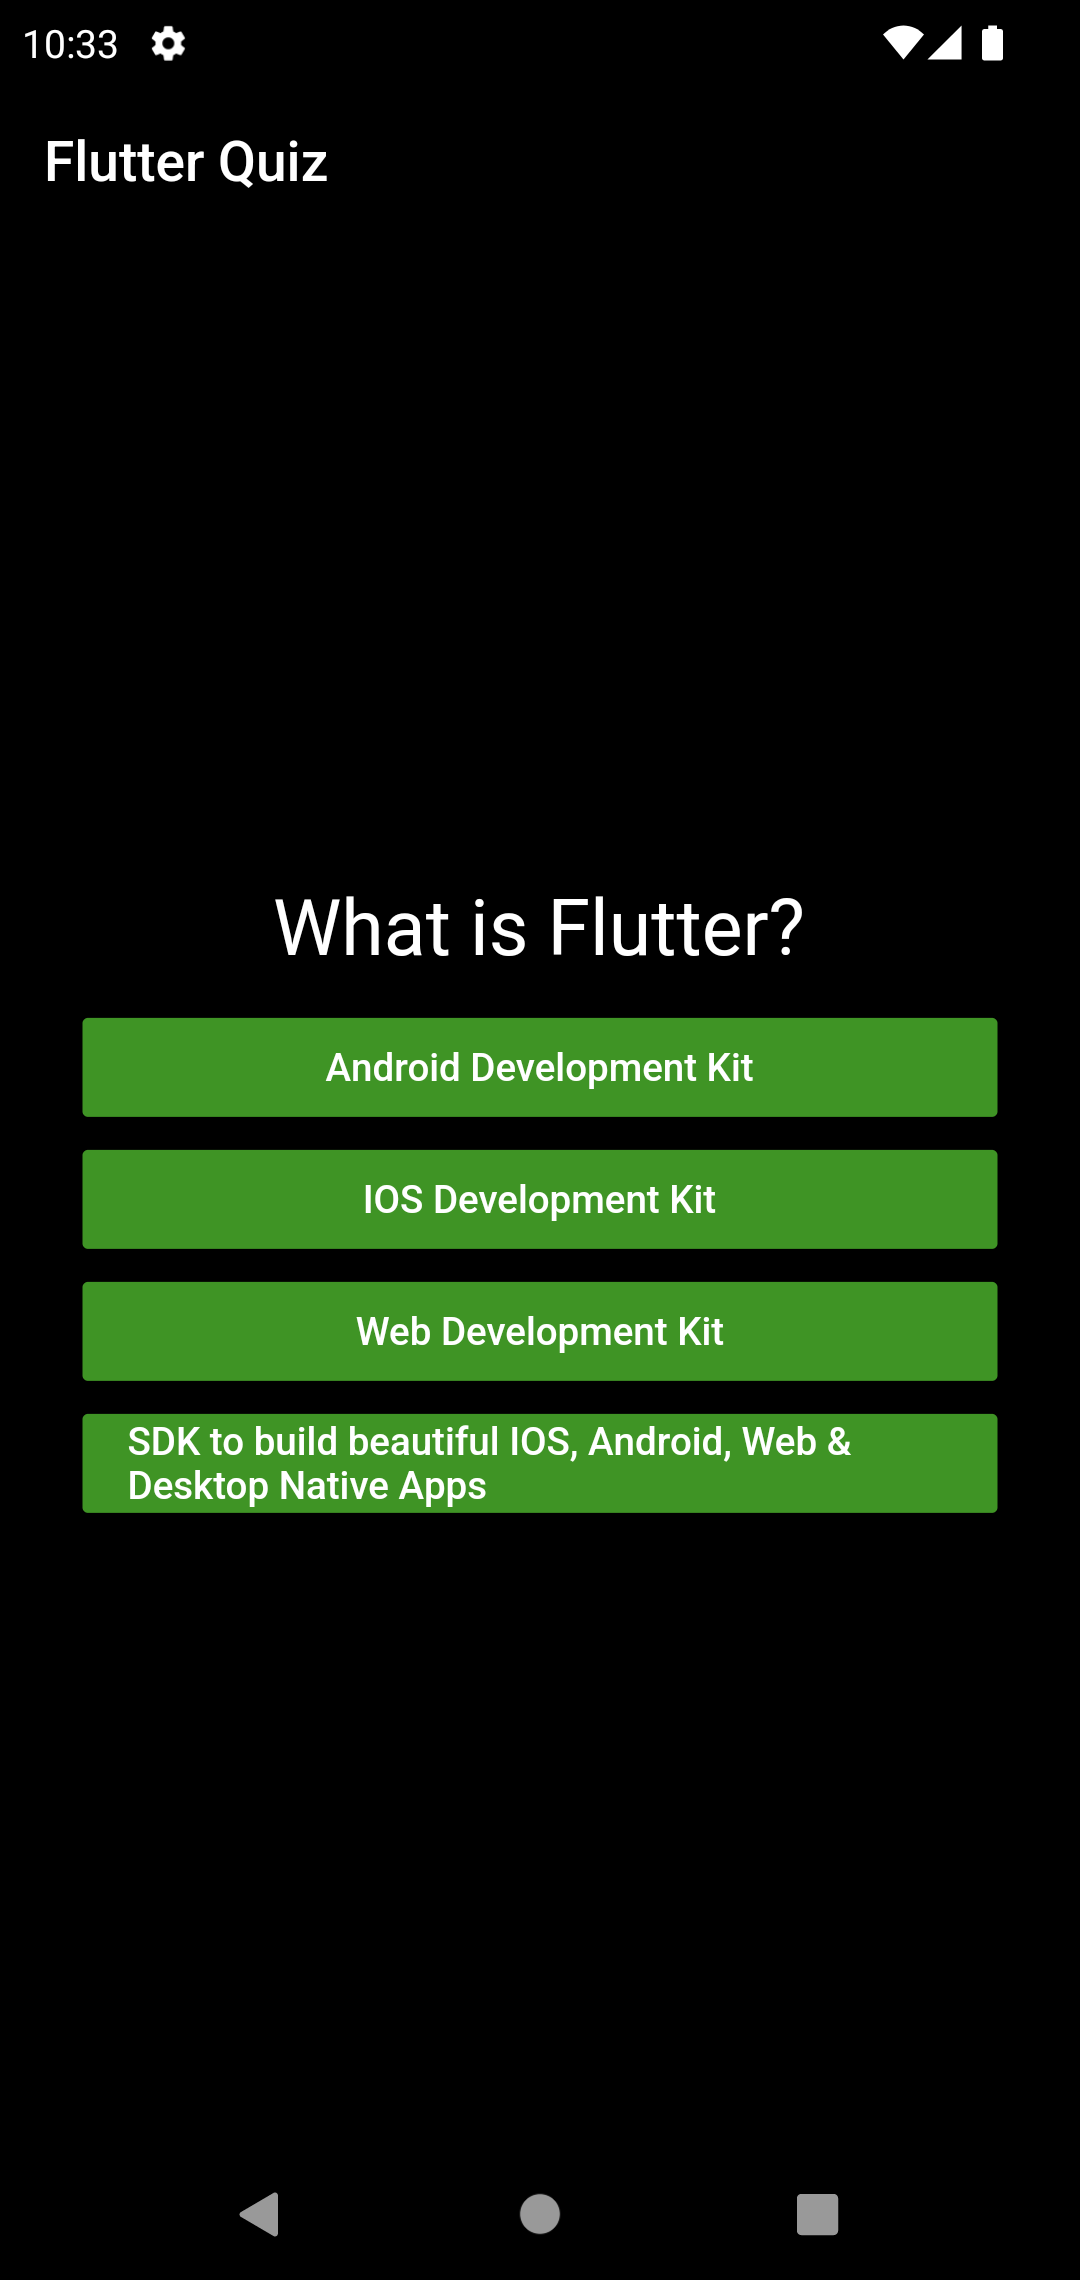 10:33
Flutter Quiz
What is Flutter?
Android Development Kit
IOS Development Kit
Web Development Kit
SDK to build beautiful IOS, Android, Web &
Desktop Native Apps